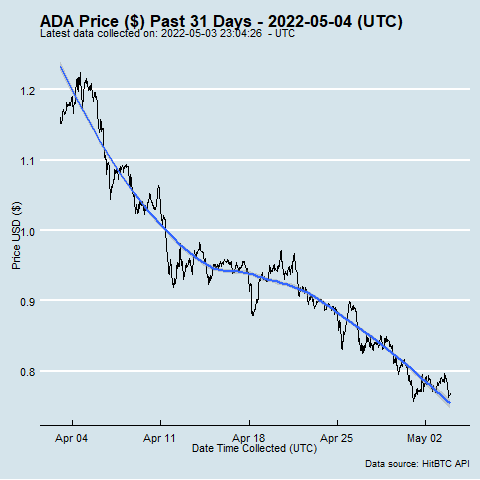 ADA Price ($) Past 31 Days - 2022-05-04 (UTC)
Latest data collected on: 2022-05-03 23:04:26  - UTC
1.2
1.1
1.0
0.9
0.8
Price USD ($)
Apr 04
Apr 11
Apr 18
Apr 25
May 02
Date Time Collected (UTC)
Data source: HitBTC API